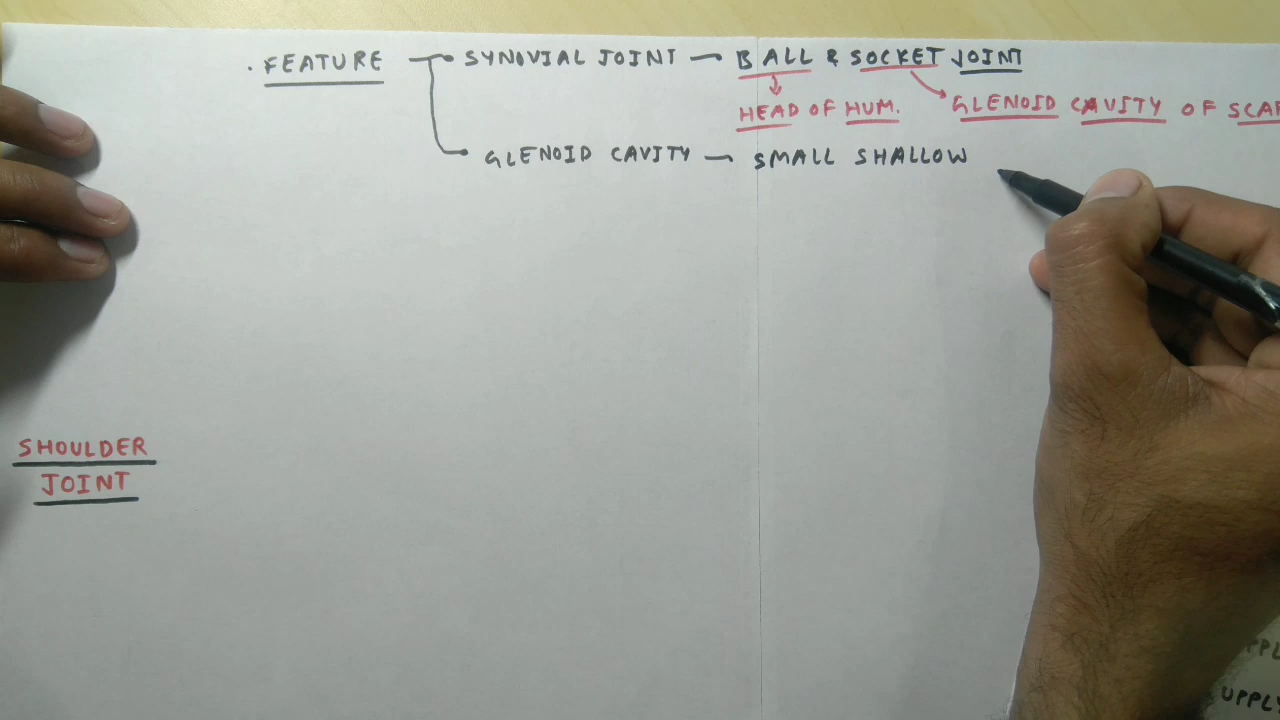 . FEATURE — SYNOVIAL JOINT — BALL & SOCKET JOINT
HEAD OF HUM. GLENOID CAVITY OF
GLENOID CAVITY — SMALL SHALLOW
SHOULDER
JOINT